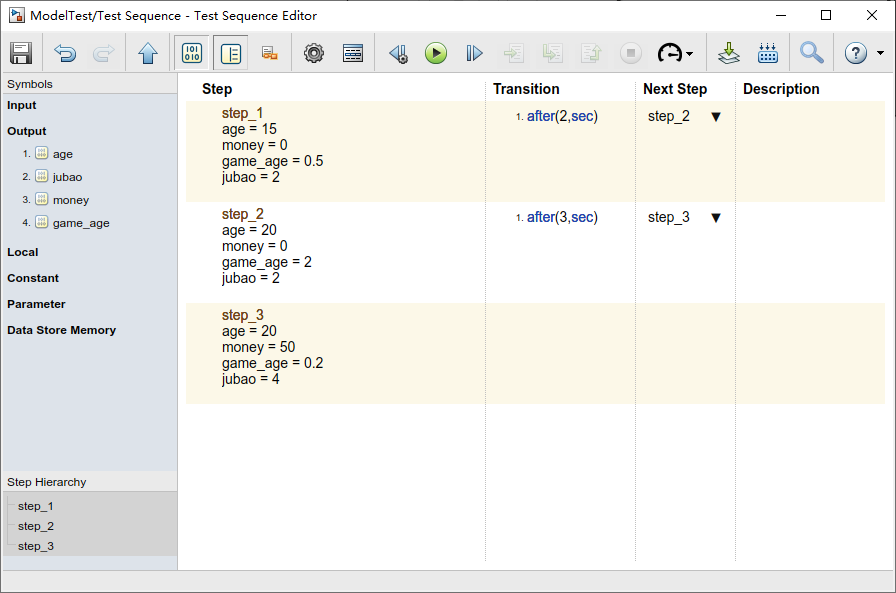 ModelTest/Test Sequence - Test Sequence Editor
Symbols
Input
Output
1. age
2. jubao
3. money
4. game_age
Local
Constant
Parameter
Data Store Memory
Step Hierarchy
step_1
step_2
step_3
Step Transition Next Step Description
step_1 1. after(2,sec) step_2
age = 15
money = 0
game_age = 0.5
jubao = 2
step_2 1. after(3,sec) step_3
age = 20
money = 0
game_age = 2
jubao = 2
step_3
age = 20
money = 50
game_age = 0.2
jubao = 4